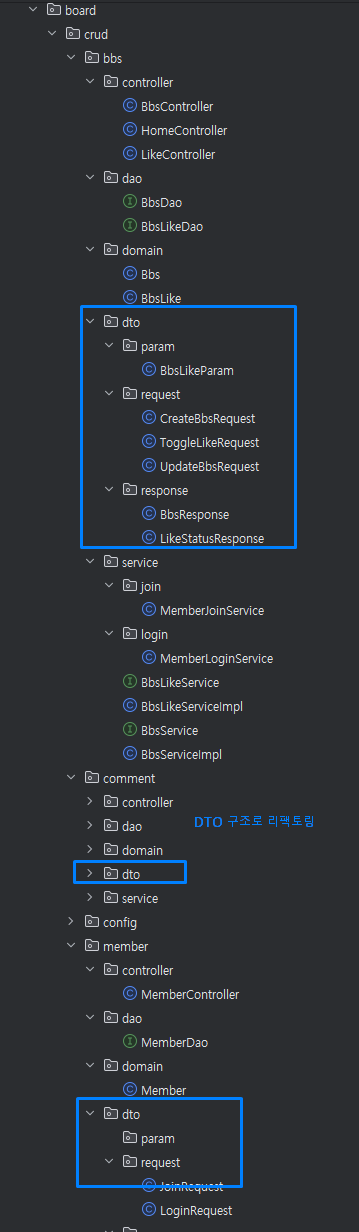 board
crud
bbs
controller
BbsController
HomeController
LikeController
dao
BbsDao
BbsLikeDao
domain
Bbs
BbsLike
dto
param
BbsLikeParam
request
CreateBbsRequest
ToggleLikeRequest
UpdateBbsRequest
response
BbsResponse
LikeStatusResponse
service
join
MemberJoinService
login
MemberLoginService
BbsLikeService
BbsLikeServiceImpl
BbsService
BbsServiceImpl
comment
controller
dao
DTO 구조로 리팩토링
domain
dto
service
config
member
controller
MemberController
dao
MemberDao
domain
Member
dto
param
request
JoinRequest
LoginRequest